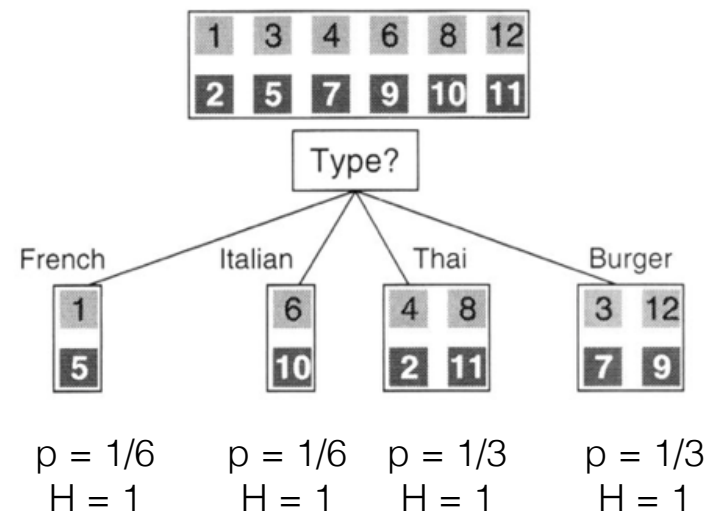 1 3 4 6 8 12
2 5 7 9 10 11
Type?
French Italian Thai Burger
1 6 4 8 3 12
5 10 2 11 7 9
p = 1/6 p = 1/6 p = 1/3 p = 1/3
H = 1 H = 1 H = 1 H = 1